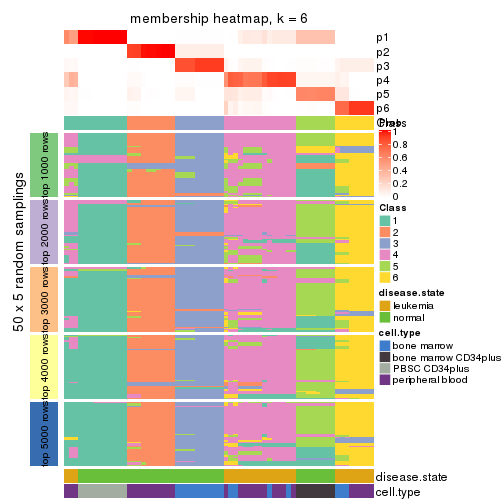 membership heatmap, k = 6
p1
p2
p3
p4
p5
p6
Class
Prob
1
0.8
0.6
0.4
0.2
0
Class
1
2
3
4
5
6
disease.state
leukemia
normal
cell.type
bone marrow
bone marrow CD34plus
PBSC CD34plus
peripheral blood
50 x 5 random samplings
top 1000 rows
top 2000 rows
top 3000 rows
top 4000 rows
top 5000 rows
disease.state
cell.type